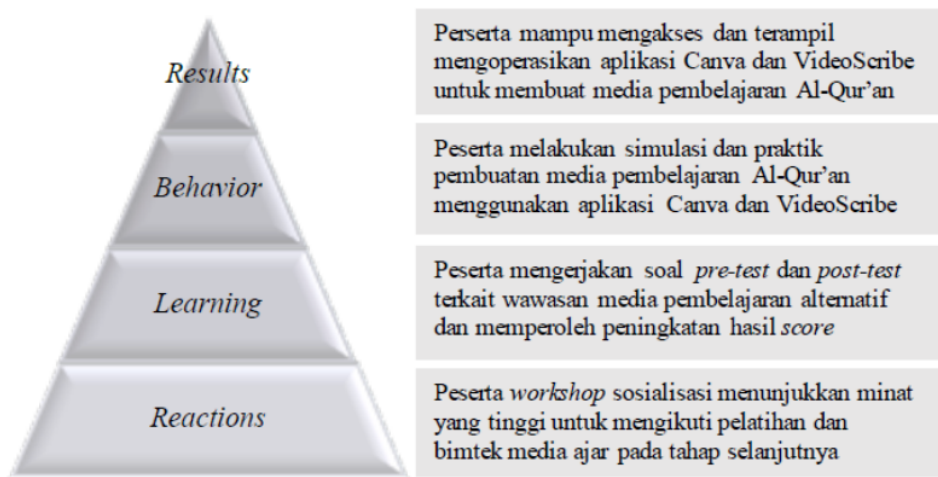 Results
Perserta mampu mengakses dan terampil
mengoperasikan aplikasi Canva dan VideoScribe
untuk membuat media pembelajaran Al-Qur’an
Behavior
Peserta melakukan simulasi dan praktik
pembuatan media pembelajaran Al-Qur’an
menggunakan aplikasi Canva dan VideoScribe
Learning
Peserta mengerjakan soal pre-test dan post-test
terkait wawasan media pembelajaran alternatif
dan memperoleh peningkatan hasil score
Reactions
Peserta workshop sosialisasi menunjukkan minat
yang tinggi untuk mengikuti pelatihan dan
bimtek media ajar pada tahap selanjutnya